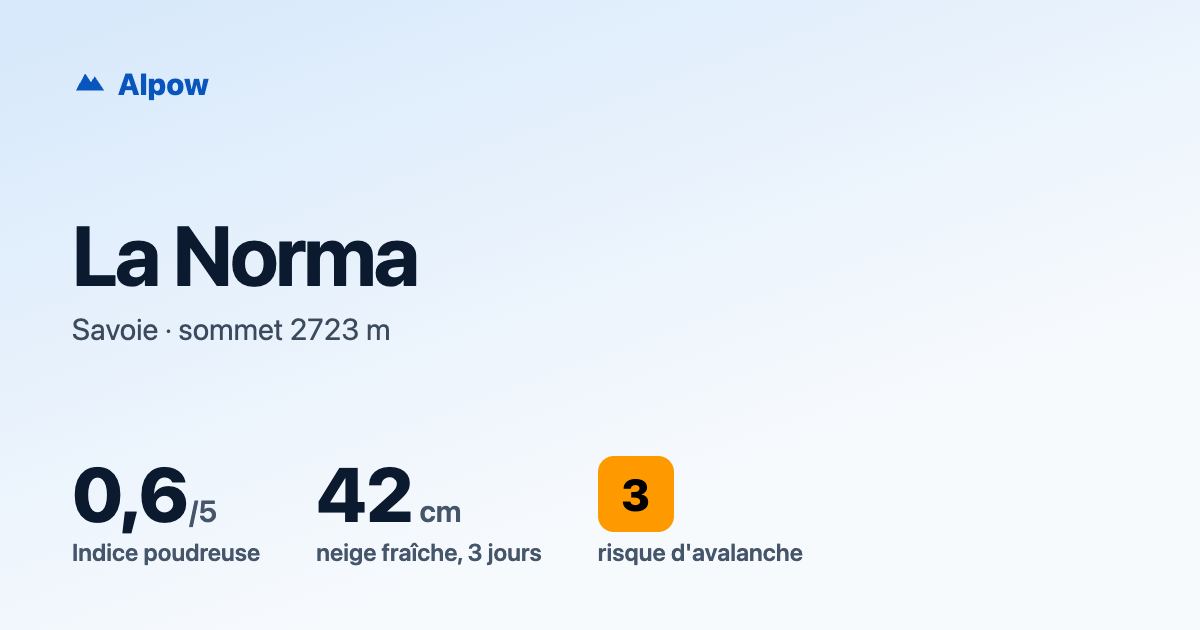 Alpow
La Norma
Savoie · sommet 2723 m
0,6/5
Indice poudreuse
42 cm
neige fraîche, 3 jours
3
risque d'avalanche